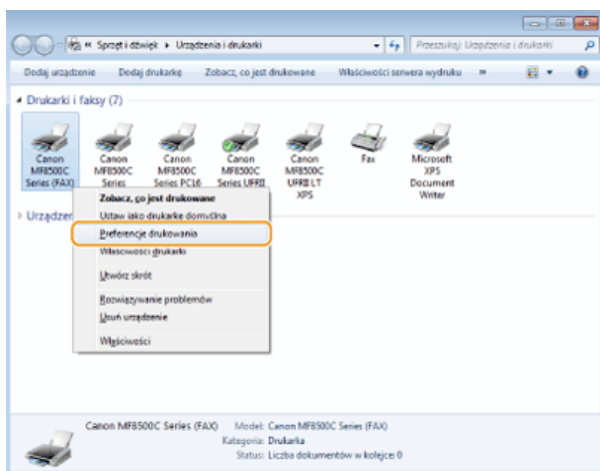 « Sprzęt i dźwięk ▸ Urządzenia i drukarki
Przeszukaj: Urządzenia i drukarki
Dodaj urządzenie Dodaj drukarkę Zobacz, co jest drukowane Właściwości serwera wydruku »
Drukarki i faksy (7)
Canon MF8500C Series (FAX)
Canon MF8500C Series
Canon MF8500C Series PCL6
Canon MF8500C Series UFRII
Canon MF8500C UFRII LT XPS
Fax
Microsoft XPS Document Writer
Urządzen
Zobacz, co jest drukowane
Ustaw jako drukarkę domyślną
Preferencje drukowania
Właściwości drukarki
Utwórz skrót
Rozwiązywanie problemów
Usuń urządzenie
Właściwości
Canon MF8500C Series (FAX) Model: Canon MF8500C Series (FAX)
Kategoria: Drukarka
Status: Liczba dokumentów w kolejce: 0